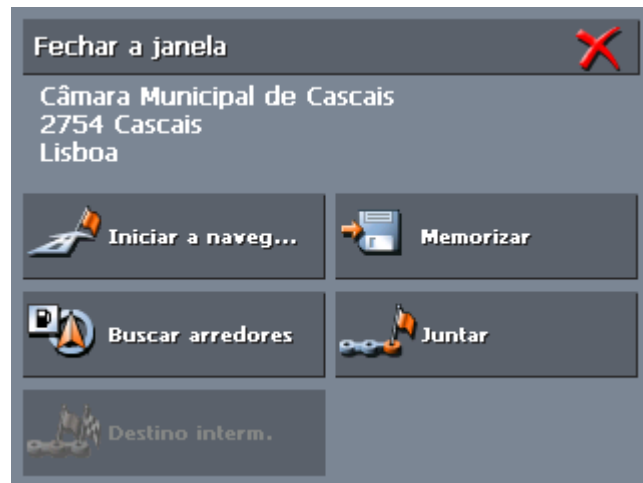 Fechar a janela
Câmara Municipal de Cascais
2754 Cascais
Lisboa
Iniciar a naveg...
Memorizar
Buscar arredores
Juntar
Destino interm.